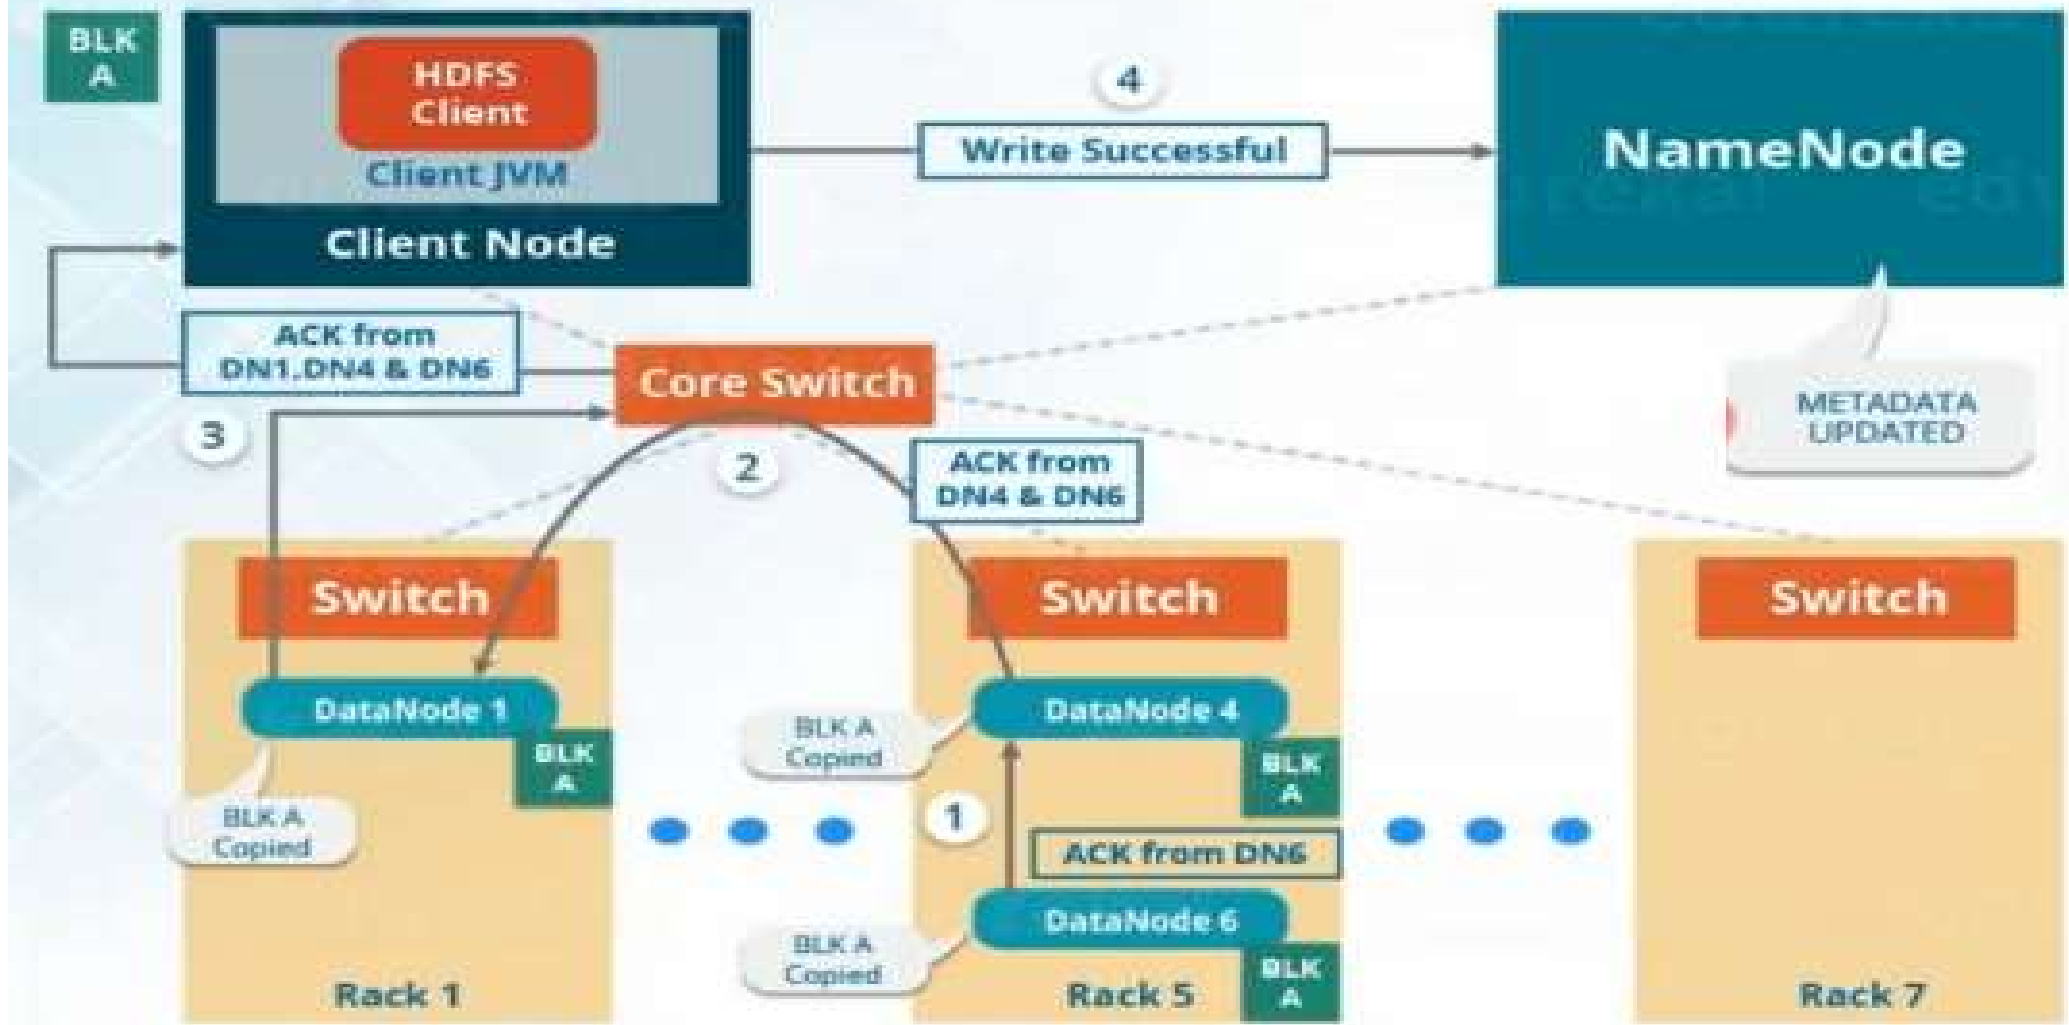 BLK
A
HDFS
Client
Client JVM
Client Node
4
Write Successful
NameNode
ACK from
DN1.DN4 & DN6
Core Switch
METADATA
UPDATED
3
2
ACK from
DN4 & DN6
Switch
Switch
Switch
DataNode 1
BLK
A
BLK A
Copied
DataNode 4
BLK A
Copied
BLK
A
1
ACK from DN6
DataNode 6
BLK A
Copied
BLK
A
Rack 1
Rack 5
Rack 7